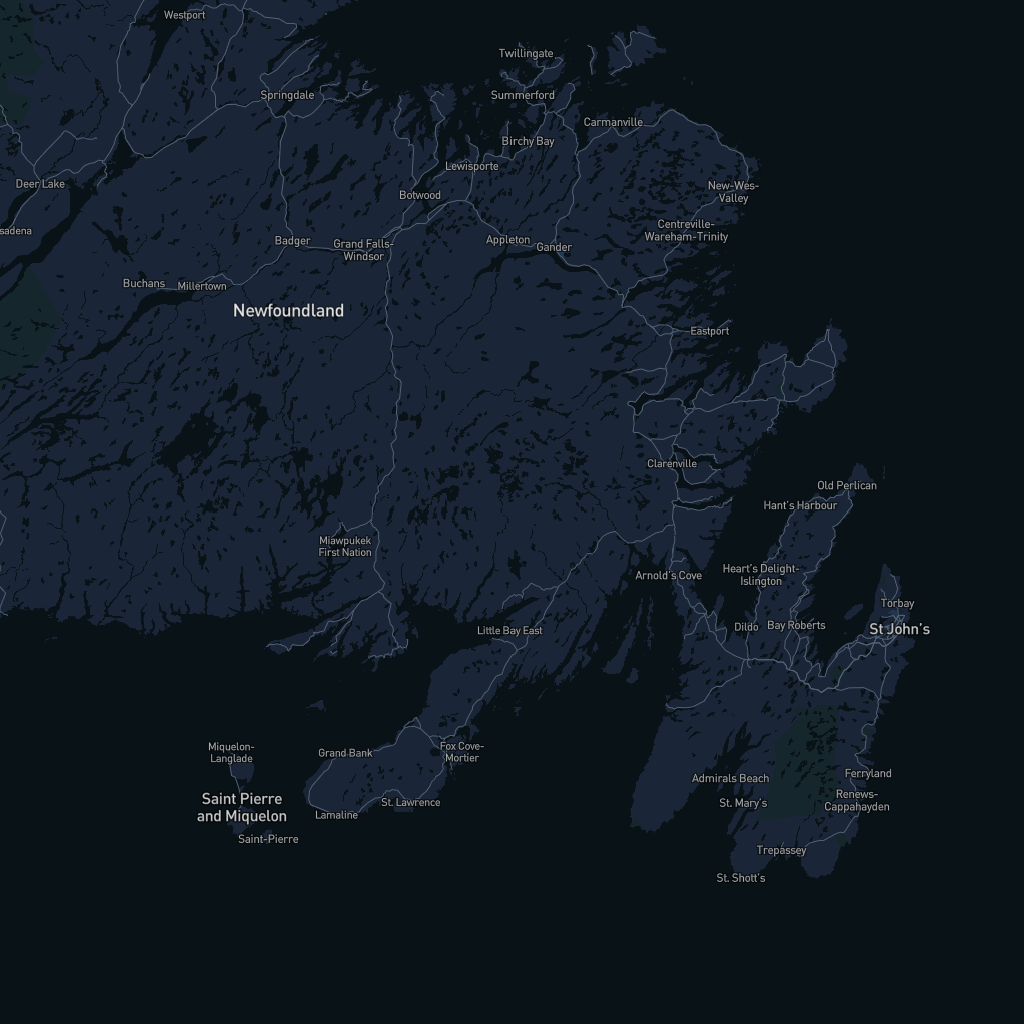 Westport
Twillingate
Springdale
Summerford
Carmanville
Birchy Bay
Lewisporte
Deer Lake
Botwood
New-Wes-
Valley
sadena
Centreville-
Wareham-Trinity
Badger
Grand Falls-
Windsor
Appleton
Gander
Buchans
Millertown
Newfoundland
Eastport
Clarenville
Old Perlican
Hant's Harbour
Miawpukek
First Nation
Arnold's Cove
Heart's Delight-
Islington
Torbay
Little Bay East
Dildo
Bay Roberts
St John's
Miquelon-
Langlade
Grand Bank
Fox Cove-
Mortier
Admirals Beach
Ferryland
Saint Pierre
and Miquelon
St. Lawrence
St. Mary's
Renews-
Cappahayden
Lamaline
Saint-Pierre
Trepassey
St. Shott's